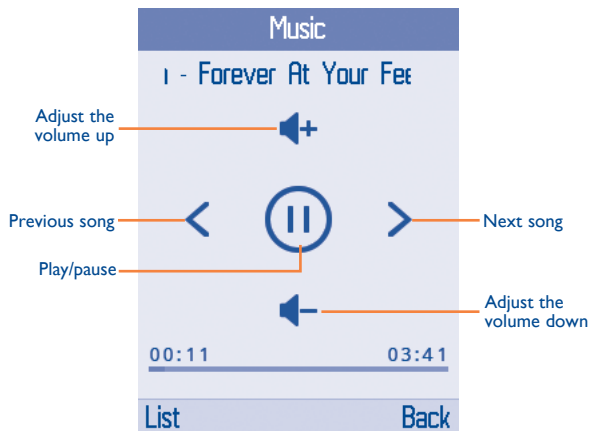 Music
- Forever At Your Fee
Adjust the
volume up
Previous song
Next song
Play/pause
Adjust the
volume down
00:11
03:41
List
Back